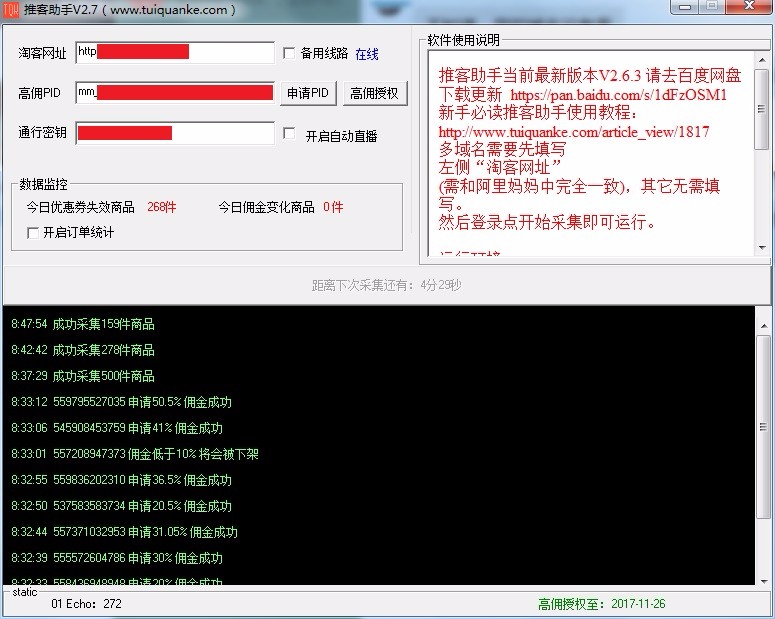 TQK 推客助手V2.7 ( www.tuiquanke.com )
淘客网址 http 备用线路 在线
高佣PID mm_ 申请PID 高佣授权
通行密钥 开启自动直播
数据监控
今日优惠券失效商品 268件 今日佣金变化商品 0件
开启订单统计
软件使用说明
推客助手当前最新版本V2.6.3 请去百度网盘
下载更新 https://pan.baidu.com/s/1dFzOSM1
新手必读推客助手使用教程：
http://www.tuiquanke.com/article_view/1817
多域名需要先填写
左侧“淘客网址”
(需和阿里妈妈中完全一致)，其它无需填
写。
然后登录点开始采集即可运行。
距离下次采集还有：4分29秒
8:47:54 成功采集159件商品
8:42:42 成功采集278件商品
8:37:29 成功采集500件商品
8:33:12 559795527035 申请50.5% 佣金成功
8:33:06 545908453759 申请41% 佣金成功
8:33:01 557208947373 佣金低于10% 将会被下架
8:32:55 559836202310 申请36.5% 佣金成功
8:32:50 537583583734 申请20.5% 佣金成功
8:32:44 557371032953 申请31.05% 佣金成功
8:32:39 555572604786 申请30% 佣金成功
8:32:33 558436948948 申请20% 佣金成功
static
01 Echo：272 高佣授权至：2017-11-26